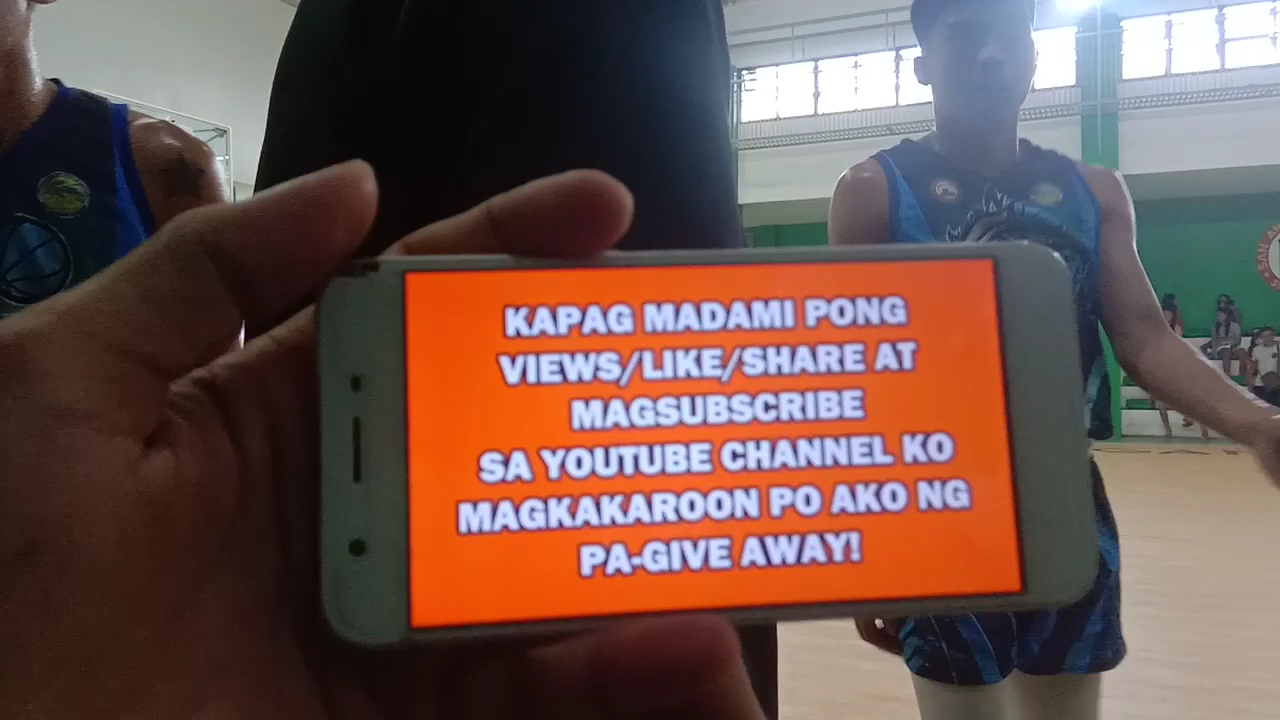 KAPAG MADAMI PONG
VIEWS/LIKE/SHARE AT
MAGSUBSCRIBE
SA YOUTUBE CHANNEL KO
MAGKAKAROON PO AKO NG
PA-GIVE AWAY!
SAN